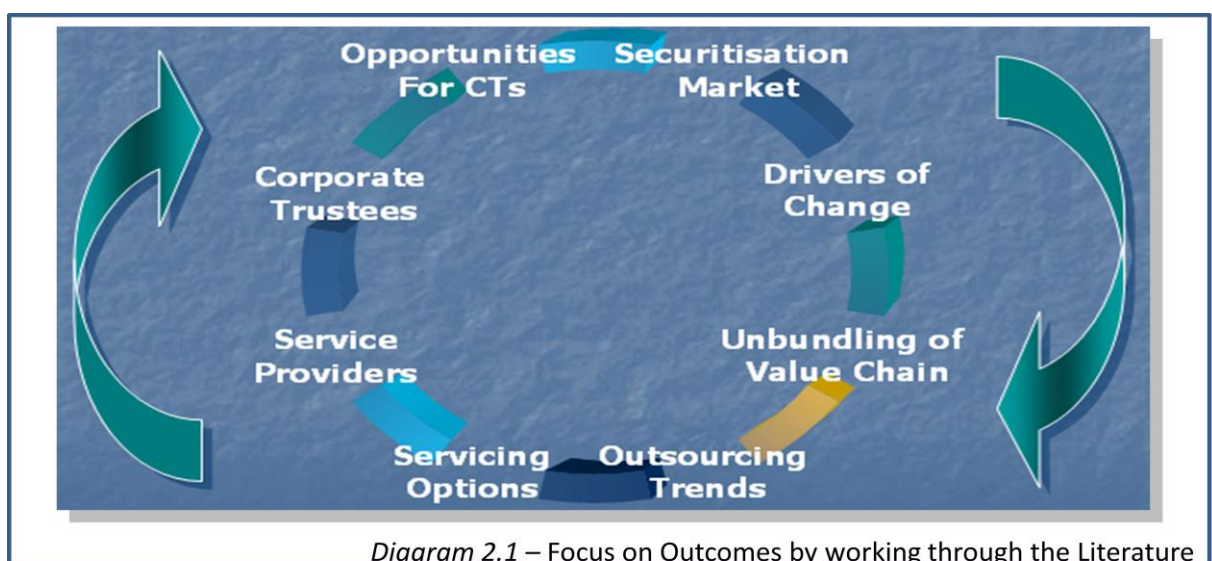 Opportunities Securitisation
For CTs Market
Corporate Drivers of
Trustees Change
Service Unbundling of
Providers Value Chain
Servicing Outsourcing
Options Trends
Diagram 2.1 – Focus on Outcomes by working through the Literature